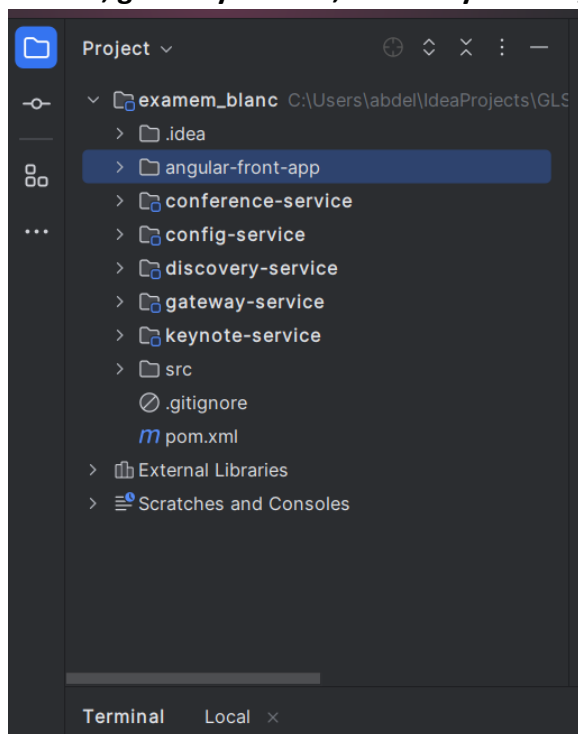 Project
examem_blanc C:\Users\abdel\IdeaProjects\GLS
.idea
angular-front-app
conference-service
config-service
discovery-service
gateway-service
keynote-service
src
.gitignore
m pom.xml
External Libraries
Scratches and Consoles
Terminal Local